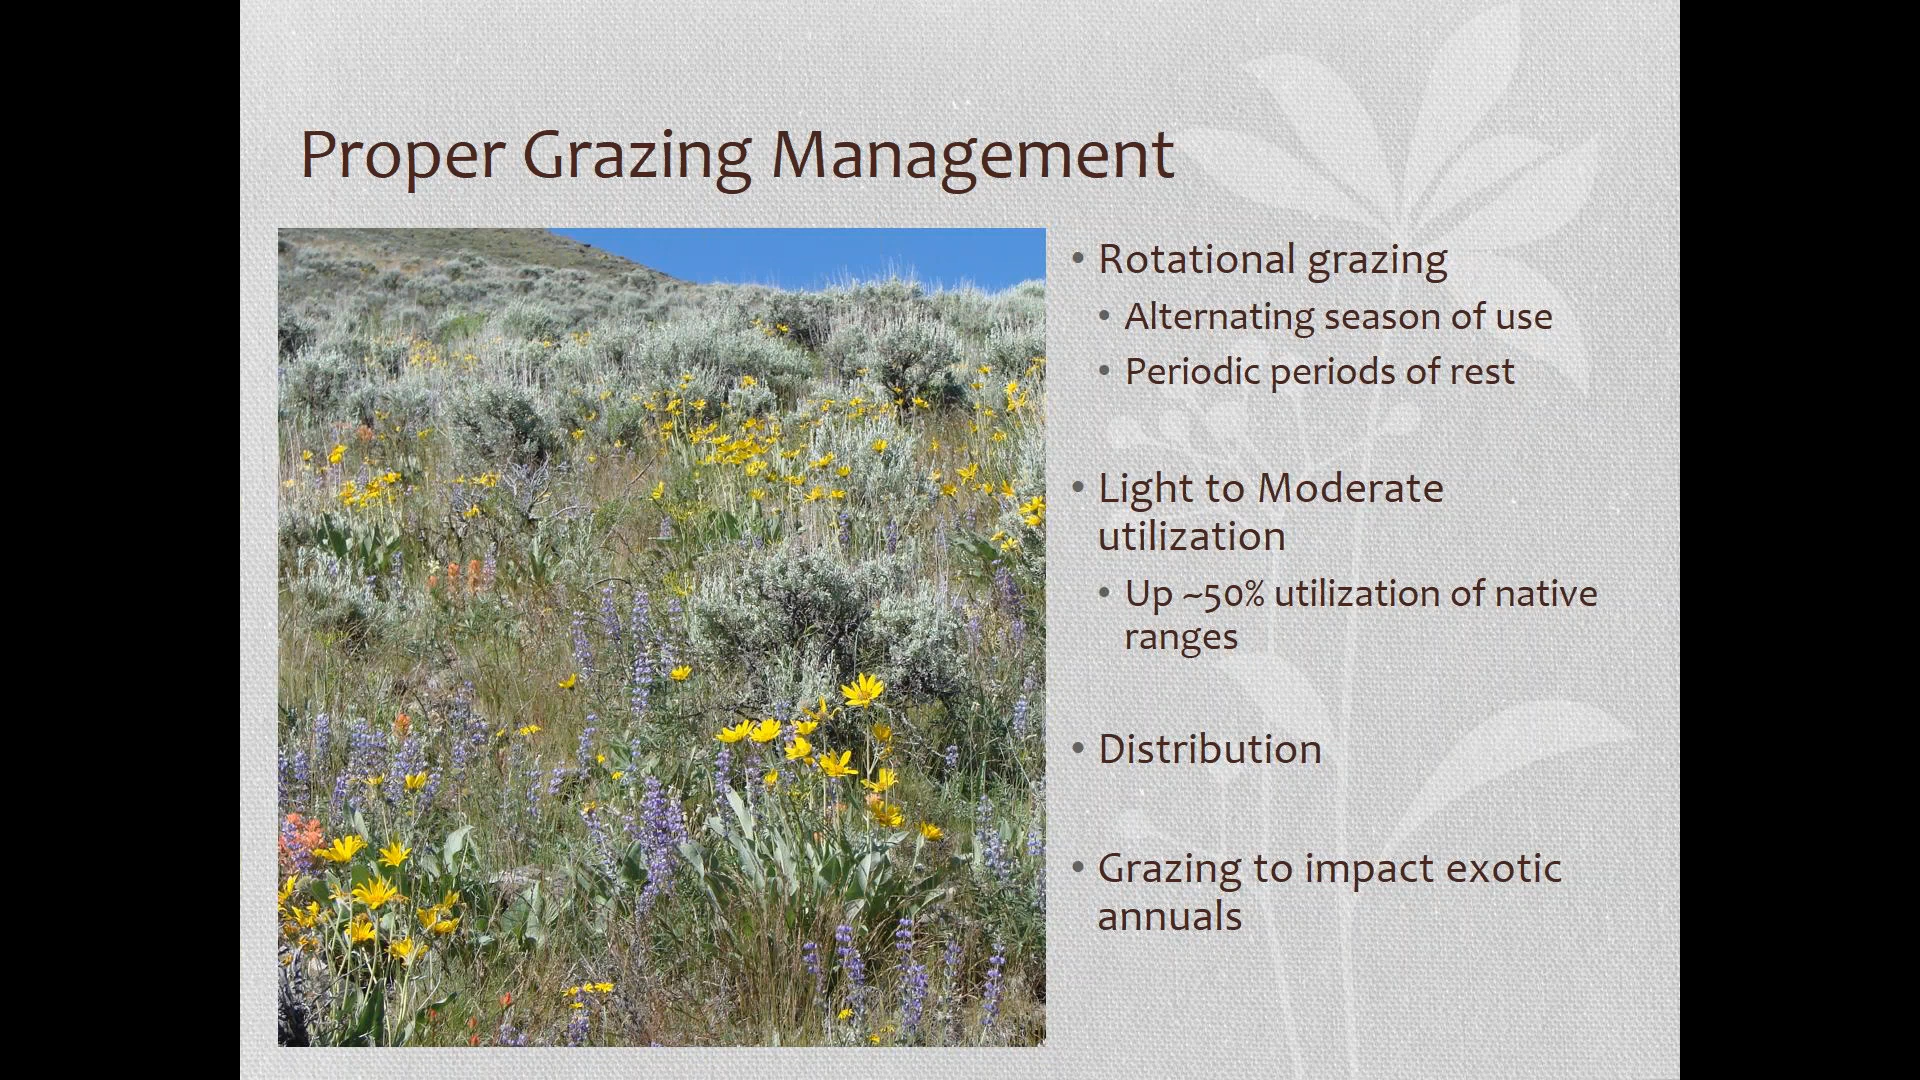 Proper Grazing Management
• Rotational grazing
• Alternating season of use
• Periodic periods of rest
• Light to Moderate
utilization
• Up ~50% utilization of native
ranges
• Distribution
• Grazing to impact exotic
annuals